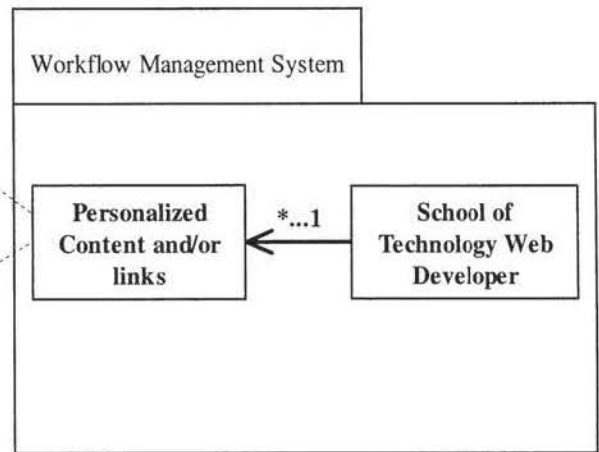 Workflow Management System
Personalized
Content and/or
links
*...1
School of
Technology Web
Developer